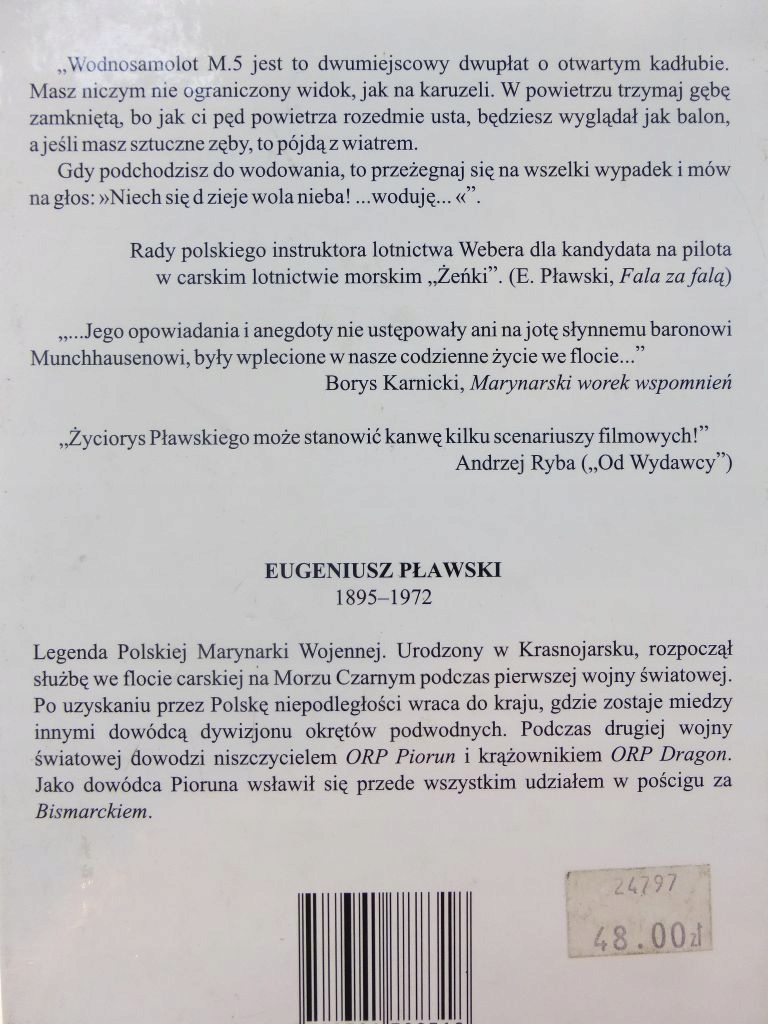 „Wodnosamolot M.5 jest to dwumiejscowy dwupłat o otwartym kadłubie.
Masz niczym nie ograniczony widok, jak na karuzeli. W powietrzu trzymaj gębę
zamkniętą, bo jak ci pęd powietrza rozedmie usta, będziesz wyglądał jak balon,
a jeśli masz sztuczne zęby, to pójdą z wiatrem.
Gdy podchodzisz do wodowania, to przeżegnaj się na wszelki wypadek i mów
na głos: »Niech się d zieje wola nieba! ...woduję... «”.
Rady polskiego instruktora lotnictwa Webera dla kandydata na pilota
w carskim lotnictwie morskim „Żeńki”. (E. Pławski, Fala za falą)
„...Jego opowiadania i anegdoty nie ustępowały ani na jotę słynnemu baronowi
Munchhausenowi, były wplecione w nasze codzienne życie we flocie...”
Borys Karnicki, Marynarski worek wspomnień
„Życiorys Pławskiego może stanowić kanwę kilku scenariuszy filmowych!”
Andrzej Ryba („Od Wydawcy”)
EUGENIUSZ PŁAWSKI
1895–1972
Legenda Polskiej Marynarki Wojennej. Urodzony w Krasnojarsku, rozpoczął
służbę we flocie carskiej na Morzu Czarnym podczas pierwszej wojny światowej.
Po uzyskaniu przez Polskę niepodległości wraca do kraju, gdzie zostaje miedzy
innymi dowódcą dywizjonu okrętów podwodnych. Podczas drugiej wojny
światowej dowodzi niszczycielem ORP Piorun i krążownikiem ORP Dragon.
Jako dowódca Pioruna wsławił się przede wszystkim udziałem w pościgu za
Bismarckiem.
24797
48.00zł